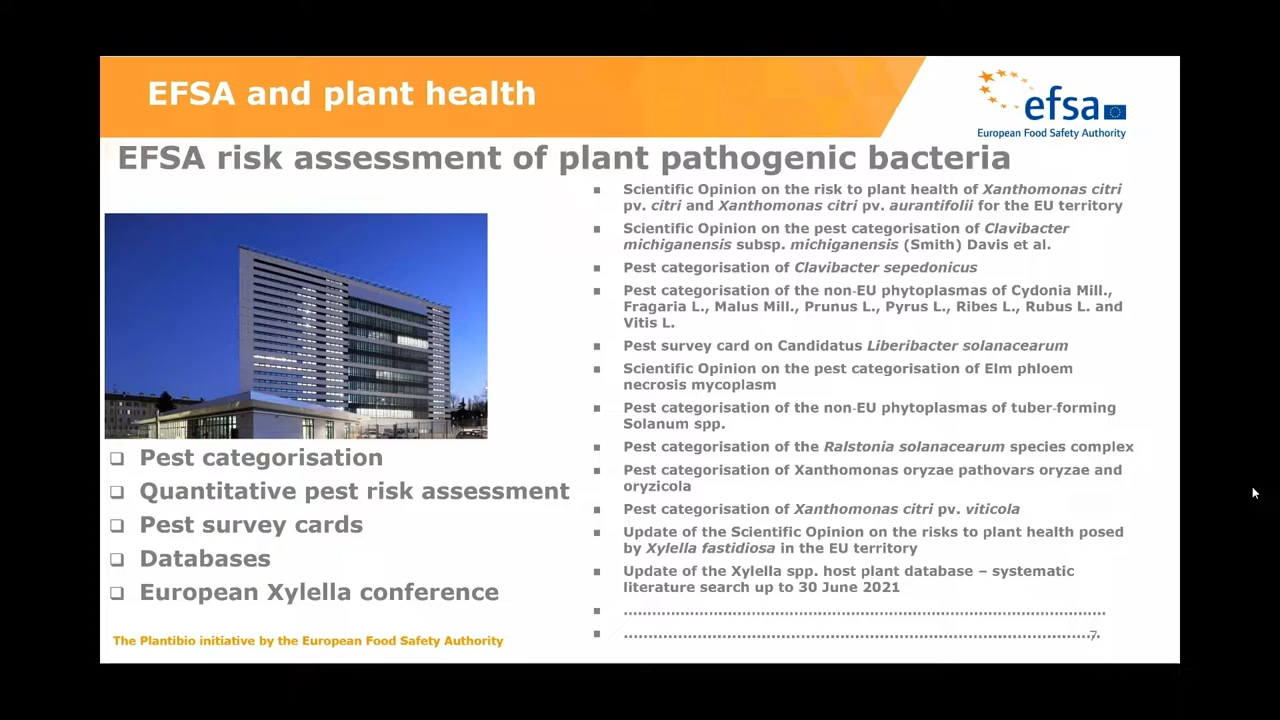 EFSA and plant health
efsa
European Food Safety Authority
EFSA risk assessment of plant pathogenic bacteria
Pest categorisation
Quantitative pest risk assessment
Pest survey cards
Databases
European Xylella conference
The Plantibio initiative by the European Food Safety Authority
Scientific Opinion on the risk to plant health of Xanthomonas citri
pv. citri and Xanthomonas citri pv. aurantifolii for the EU territory
Scientific Opinion on the pest categorisation of Clavibacter
michiganensis subsp. michiganensis (Smith) Davis et al.
Pest categorisation of Clavibacter sepedonicus
Pest categorisation of the non-EU phytoplasmas of Cydonia Mill.,
Fragaria L., Malus Mill., Prunus L., Pyrus L., Ribes L., Rubus L. and
Vitis L.
Pest survey card on Candidatus Liberibacter solanacearum
Scientific Opinion on the pest categorisation of Elm phloem
necrosis mycoplasm
Pest categorisation of the non-EU phytoplasmas of tuber-forming
Solanum spp.
Pest categorisation of the Ralstonia solanacearum species complex
Pest categorisation of Xanthomonas oryzae pathovars oryzae and
oryzicola
Pest categorisation of Xanthomonas citri pv. viticola
Update of the Scientific Opinion on the risks to plant health posed
by Xylella fastidiosa in the EU territory
Update of the Xylella spp. host plant database – systematic
literature search up to 30 June 2021
……………………………………………………………………………………………
……………………………………………………………………………………………
7